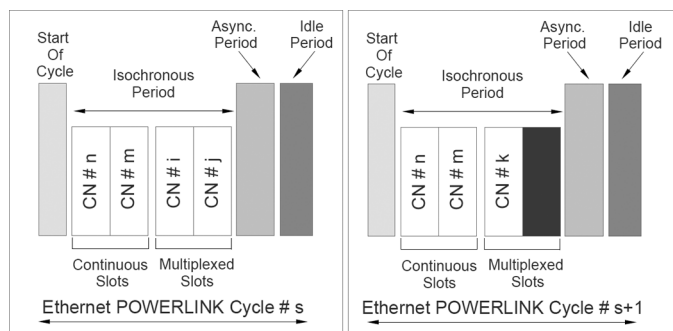 Start
Of
Cycle
Isochronous
Period
Async.
Period
Idle
Period
CN # n
CN # m
CN # i
CN # j
Continuous
Slots
Multiplexed
Slots
Ethernet POWERLINK Cycle # s
Start
Of
Cycle
Isochronous
Period
Async.
Period
Idle
Period
CN # n
CN # m
CN # k
Continuous
Slots
Multiplexed
Slots
Ethernet POWERLINK Cycle # s+1